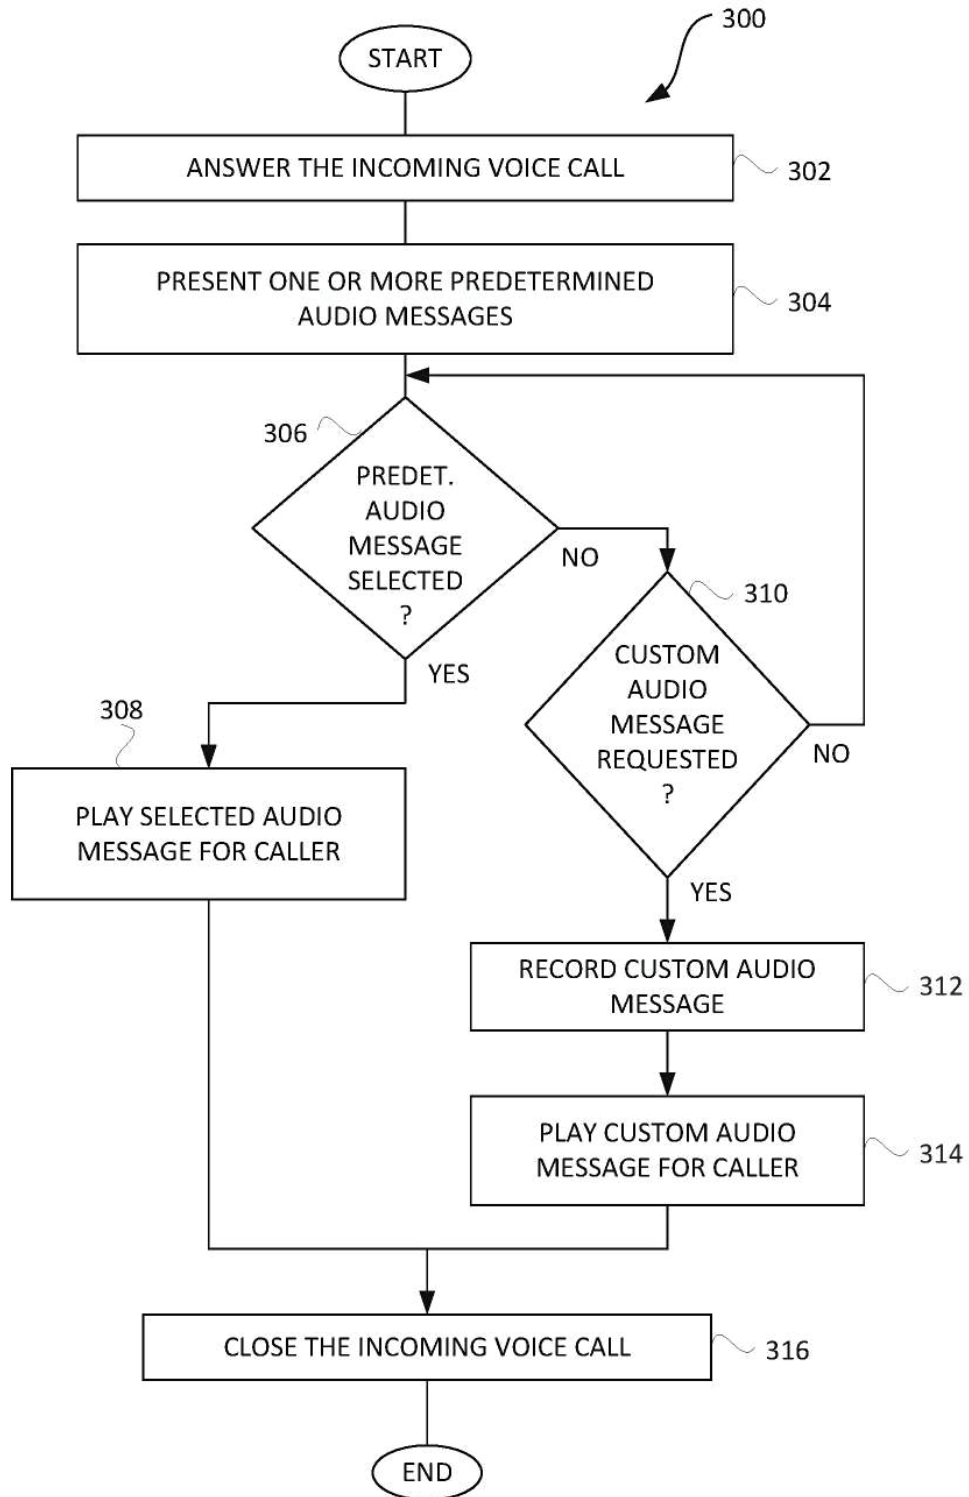 300
START
ANSWER THE INCOMING VOICE CALL
302
PRESENT ONE OR MORE PREDETERMINED
AUDIO MESSAGES
304
306
PREDET.
AUDIO
MESSAGE
SELECTED
?
NO
YES
310
CUSTOM
AUDIO
MESSAGE
REQUESTED
?
NO
YES
308
PLAY SELECTED AUDIO
MESSAGE FOR CALLER
RECORD CUSTOM AUDIO
MESSAGE
312
PLAY CUSTOM AUDIO
MESSAGE FOR CALLER
314
CLOSE THE INCOMING VOICE CALL
316
END